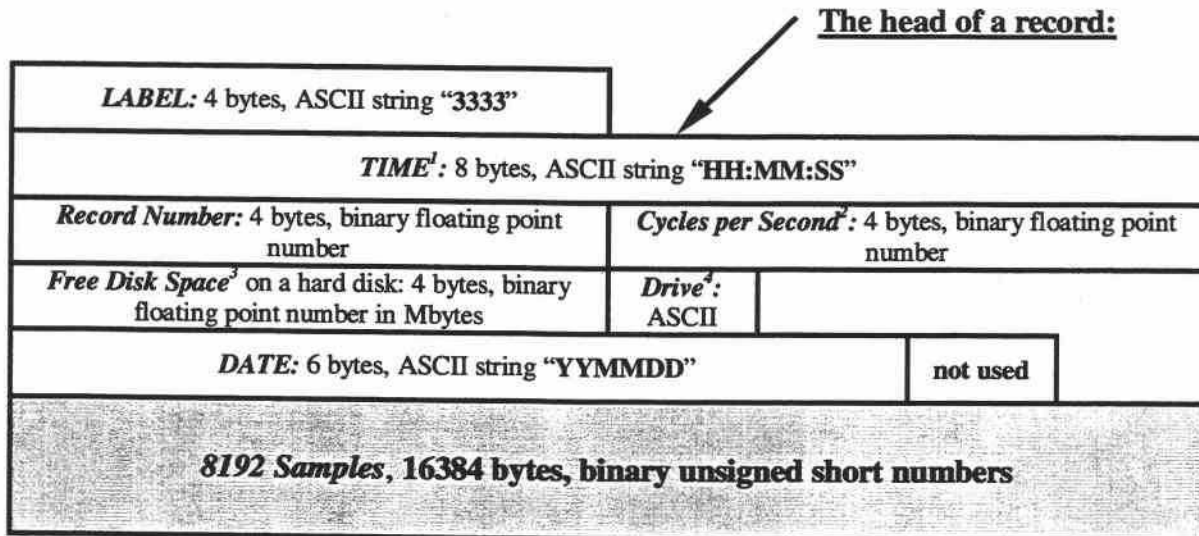 The head of a record:
LABEL: 4 bytes, ASCII string “3333”
TIME¹: 8 bytes, ASCII string “HH:MM:SS”
Record Number: 4 bytes, binary floating point
number
Cycles per Second²: 4 bytes, binary floating point
number
Free Disk Space³ on a hard disk: 4 bytes, binary
floating point number in Mbytes
Drive⁴:
ASCII
DATE: 6 bytes, ASCII string “YYMMDD”
not used
8192 Samples, 16384 bytes, binary unsigned short numbers